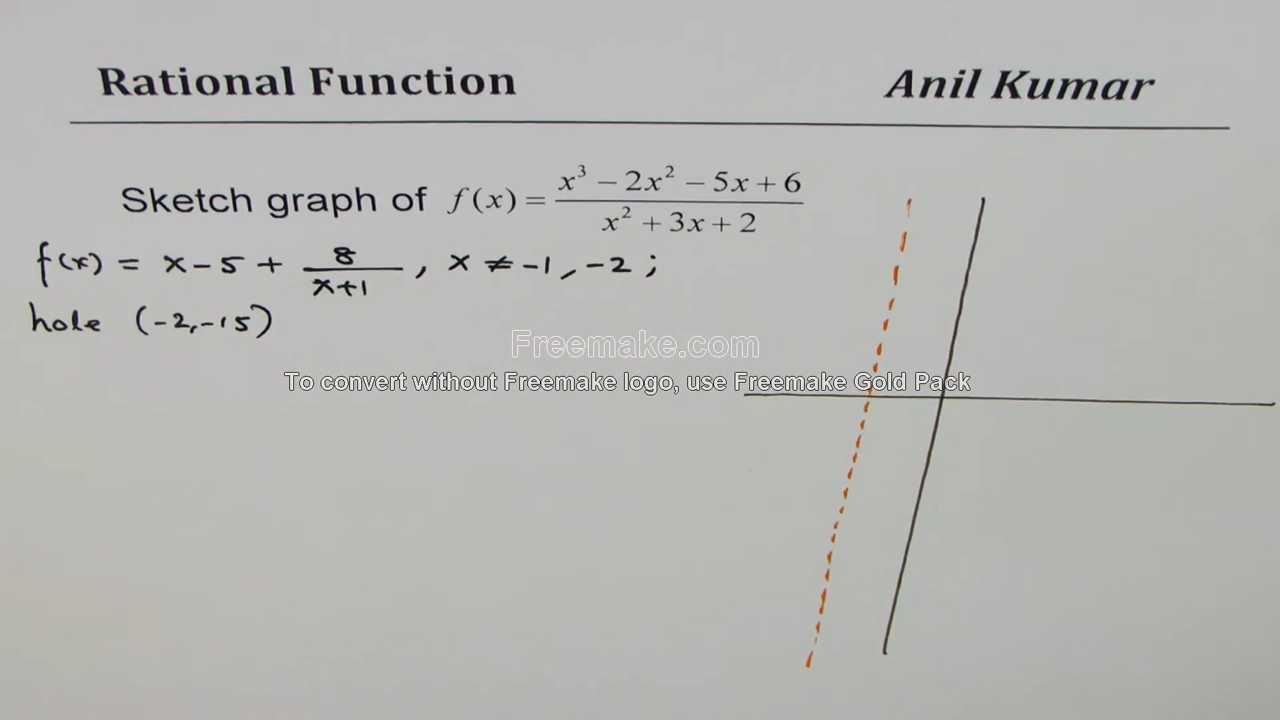 Rational Function Anil Kumar
Sketch graph of f(x) = (x³ − 2x² − 5x + 6)/(x² + 3x + 2)
f(x) = x − 5 + 8/(x+1) , x ≠ −1, −2 ;
hole (−2, −15)
Freemake.com
To convert without Freemake logo, use Freemake Gold Pack